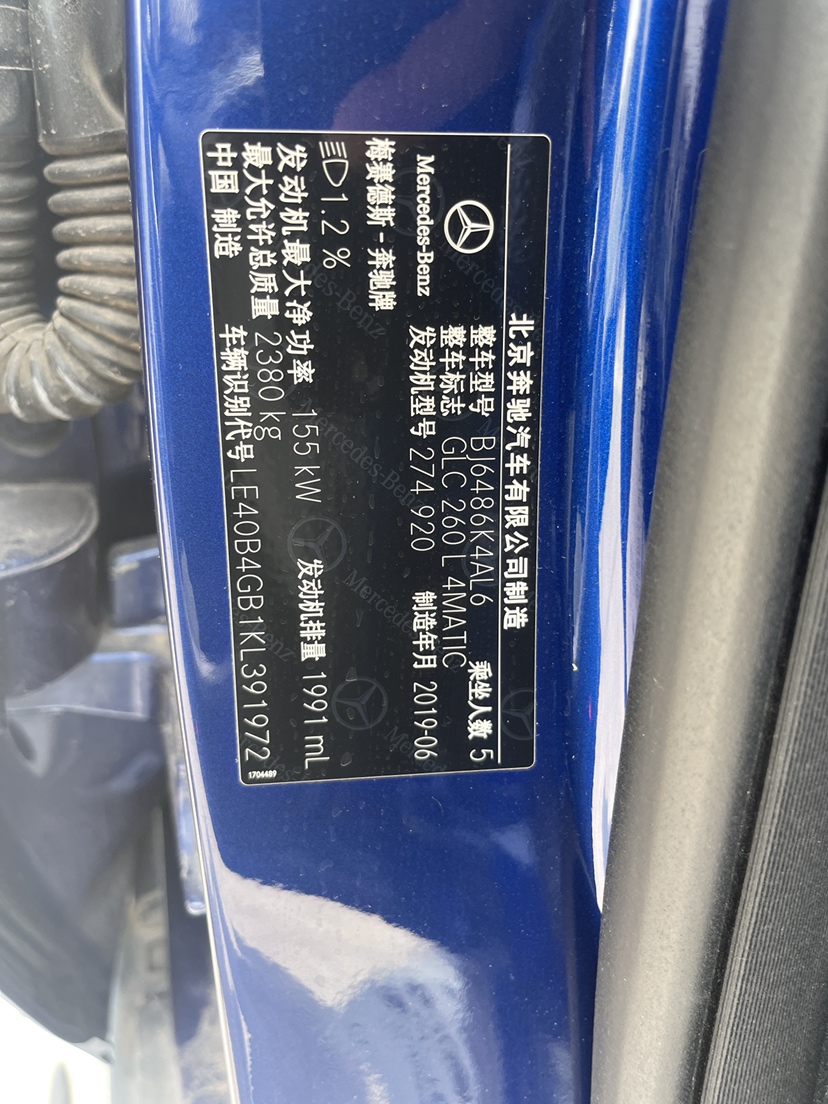 北京奔驰汽车有限公司制造
Mercedes-Benz
梅赛德斯-奔驰牌
整车型号 BJ6486K4AL6 乘坐人数 5
整车标志 GLC 260 L 4MATIC
发动机型号 274 920 制造年月 2019-06
1.2 %
发动机最大净功率 155 kW 发动机排量 1991 mL
最大允许总质量 2380 kg
中国 制造 车辆识别代号 LE40B4GB1KL391972
1704489